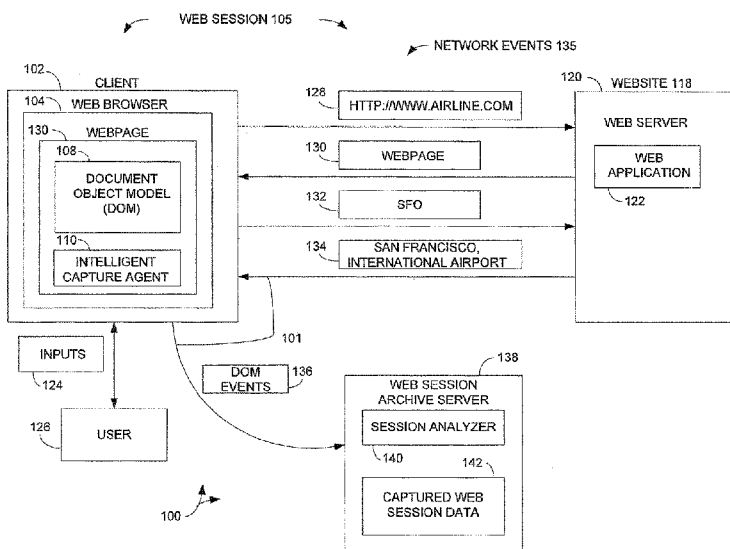 WEB SESSION 105
NETWORK EVENTS 135
102
CLIENT
104
WEB BROWSER
130
WEBPAGE
108
DOCUMENT
OBJECT MODEL
(DOM)
110
INTELLIGENT
CAPTURE AGENT
128
HTTP://WWW.AIRLINE.COM
130
WEBPAGE
132
SFO
134
SAN FRANCISCO,
INTERNATIONAL AIRPORT
120
WEBSITE 118
WEB SERVER
WEB
APPLICATION
122
101
INPUTS
124
DOM
EVENTS
136
126
USER
138
WEB SESSION
ARCHIVE SERVER
SESSION ANALYZER
140
142
CAPTURED WEB
SESSION DATA
100